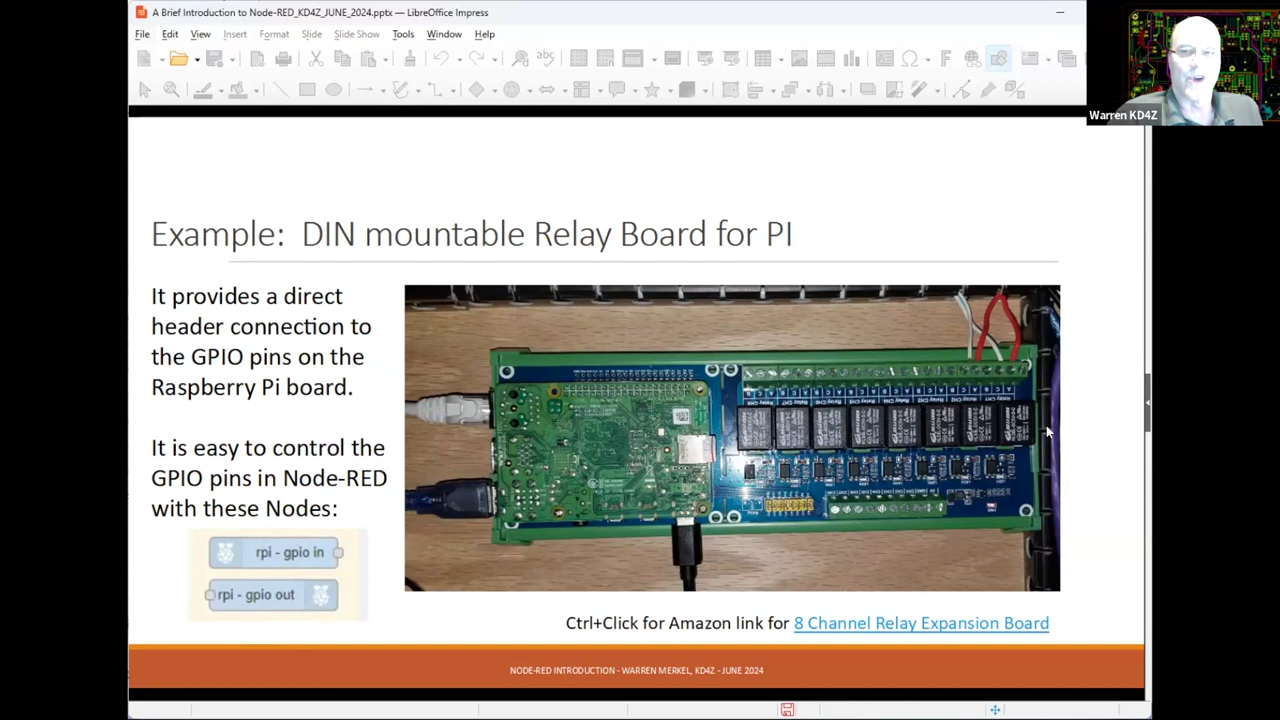 A Brief Introduction to Node-RED_KD4Z_JUNE_2024.pptx — LibreOffice Impress
File Edit View Insert Format Slide Slide Show Tools Window Help
Warren KD4Z
Example: DIN mountable Relay Board for PI
It provides a direct
header connection to
the GPIO pins on the
Raspberry Pi board.
It is easy to control the
GPIO pins in Node-RED
with these Nodes:
rpi - gpio in
rpi - gpio out
Ctrl+Click for Amazon link for 8 Channel Relay Expansion Board
NODE-RED INTRODUCTION - WARREN MERKEL, KD4Z - JUNE 2024